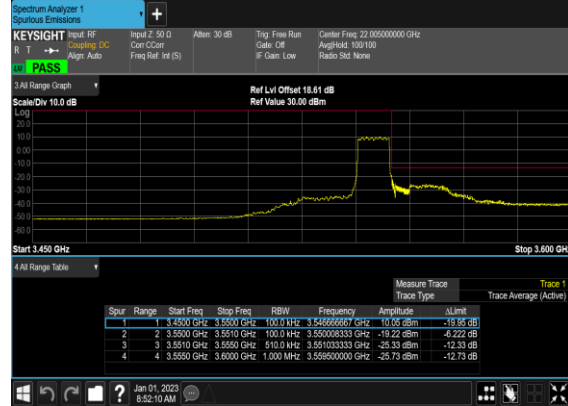 Spectrum Analyzer 1
Spurious Emissions
+
KEYSIGHT Input: RF Input Z: 50 Ω Atten: 30 dB Trig: Free Run Center Freq: 22.005000000 GHz
R T Coupling: DC Corr CCorr Gate: Off Avg|Hold: 100/100
Align: Auto Freq Ref: Int (S) IF Gain: Low Radio Std: None
PASS
3 All Range Graph Ref Lvl Offset 18.61 dB
Scale/Div 10.0 dB Ref Value 30.00 dBm
Log
20.0
10.0
0.00
-10.0
-20.0
-30.0
-40.0
-50.0
-60.0
Start 3.450 GHz Stop 3.600 GH
4 All Range Table
Measure Trace Trace 1
Trace Type Trace Average (Active)
Spur Range Start Freq Stop Freq RBW Frequency Amplitude ΔLimit
1 1 3.4500 GHz 3.5500 GHz 100.0 kHz 3.546666667 GHz 10.05 dBm -19.95 dB
2 2 3.5500 GHz 3.5510 GHz 100.0 kHz 3.550008333 GHz -19.22 dBm -6.222 dB
3 3 3.5510 GHz 3.5550 GHz 510.0 kHz 3.551033333 GHz -25.33 dBm -12.33 dB
4 4 3.5550 GHz 3.6000 GHz 1.000 MHz 3.559500000 GHz -25.73 dBm -12.73 dB
? Jan 01, 2023
8:52:10 AM